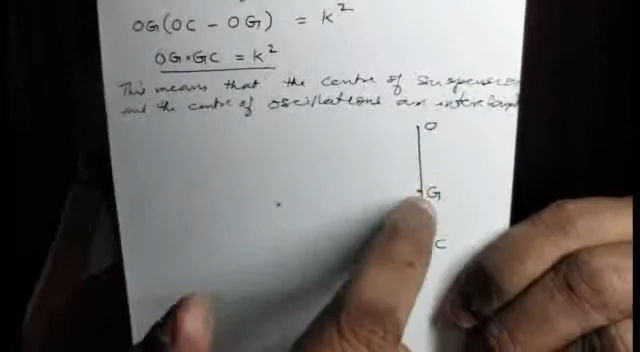 OG(OC - OG) = K²
OG×GC = K²
This means that the centre of suspension
and the centre of oscillations are
O
G
C